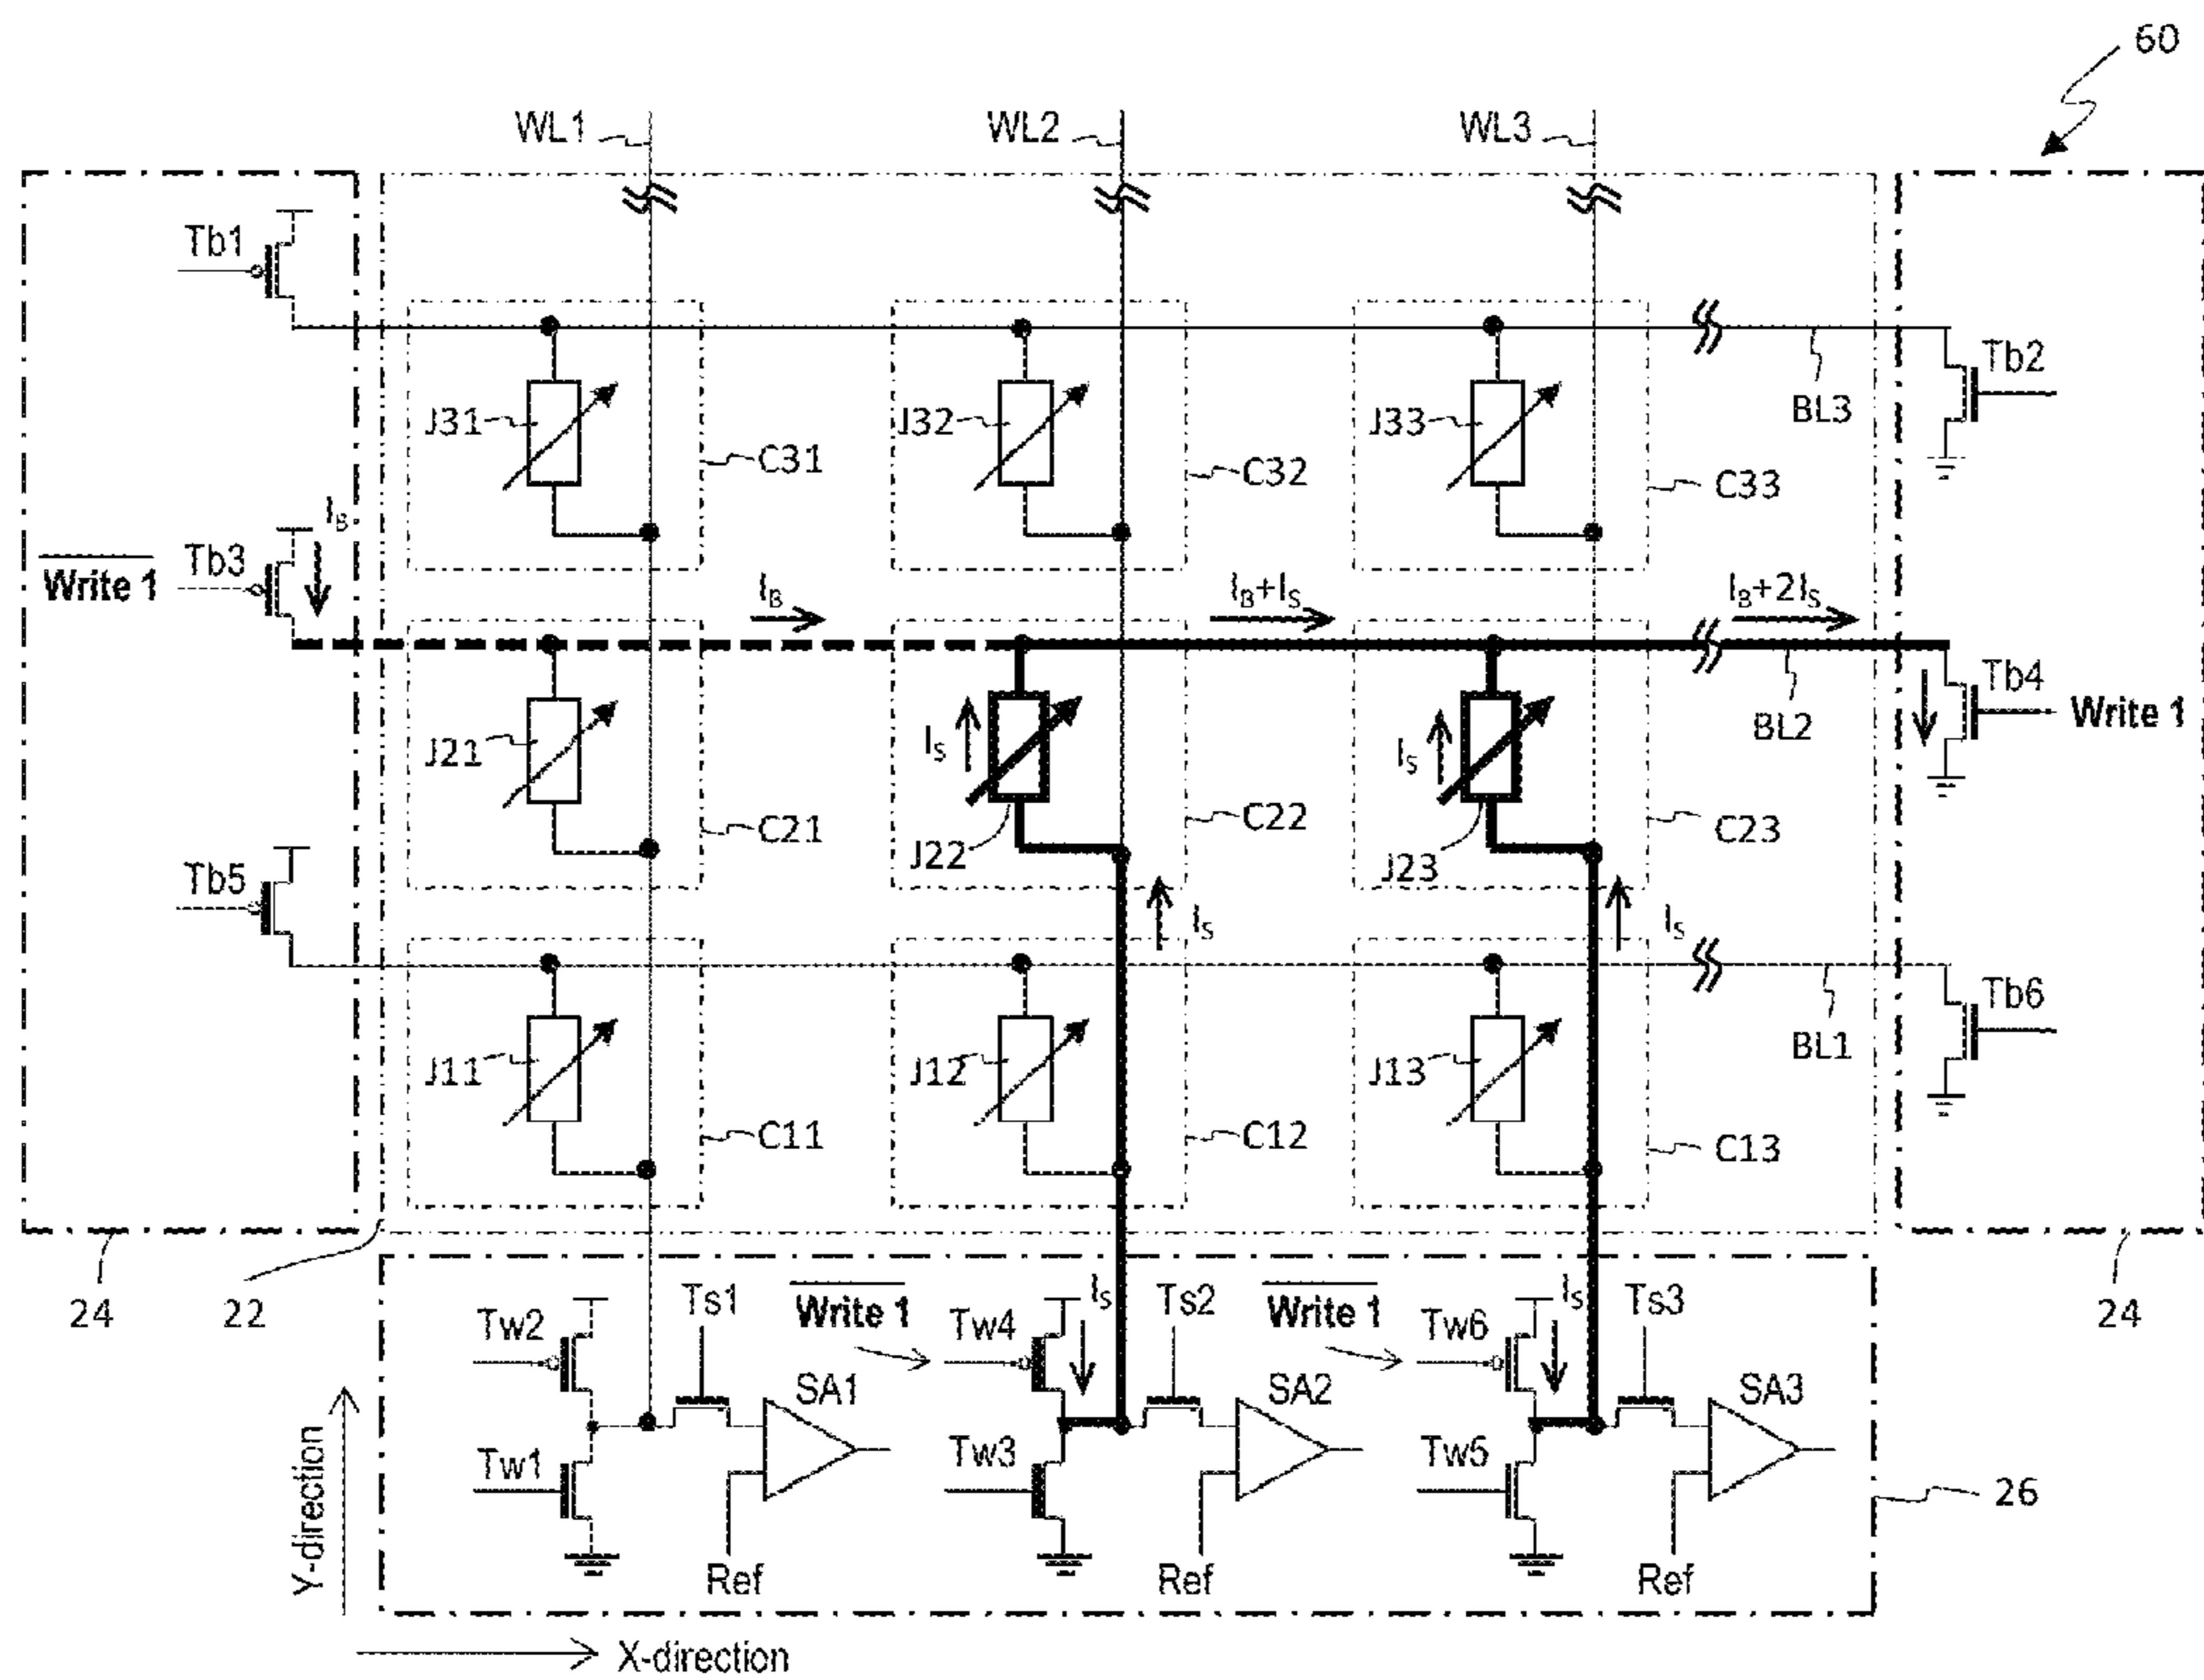 60
WL1
WL2
WL3
Tb1
Tb2
J31
J32
J33
BL3
C31
C32
C33
IB
Write 1
Tb3
IB
IB+IS
IB+2IS
Tb4
Write 1
BL2
J21
IS
IS
C21
J22
C22
J23
C23
Tb5
IS
IS
Tb6
BL1
J11
J12
J13
C11
C12
C13
24
22
24
Tw2
Ts1
Write 1
Tw4
IS
Ts2
Write 1
Tw6
IS
Ts3
SA1
SA2
SA3
Tw1
Tw3
Tw5
26
Ref
Ref
Ref
Y-direction
X-direction